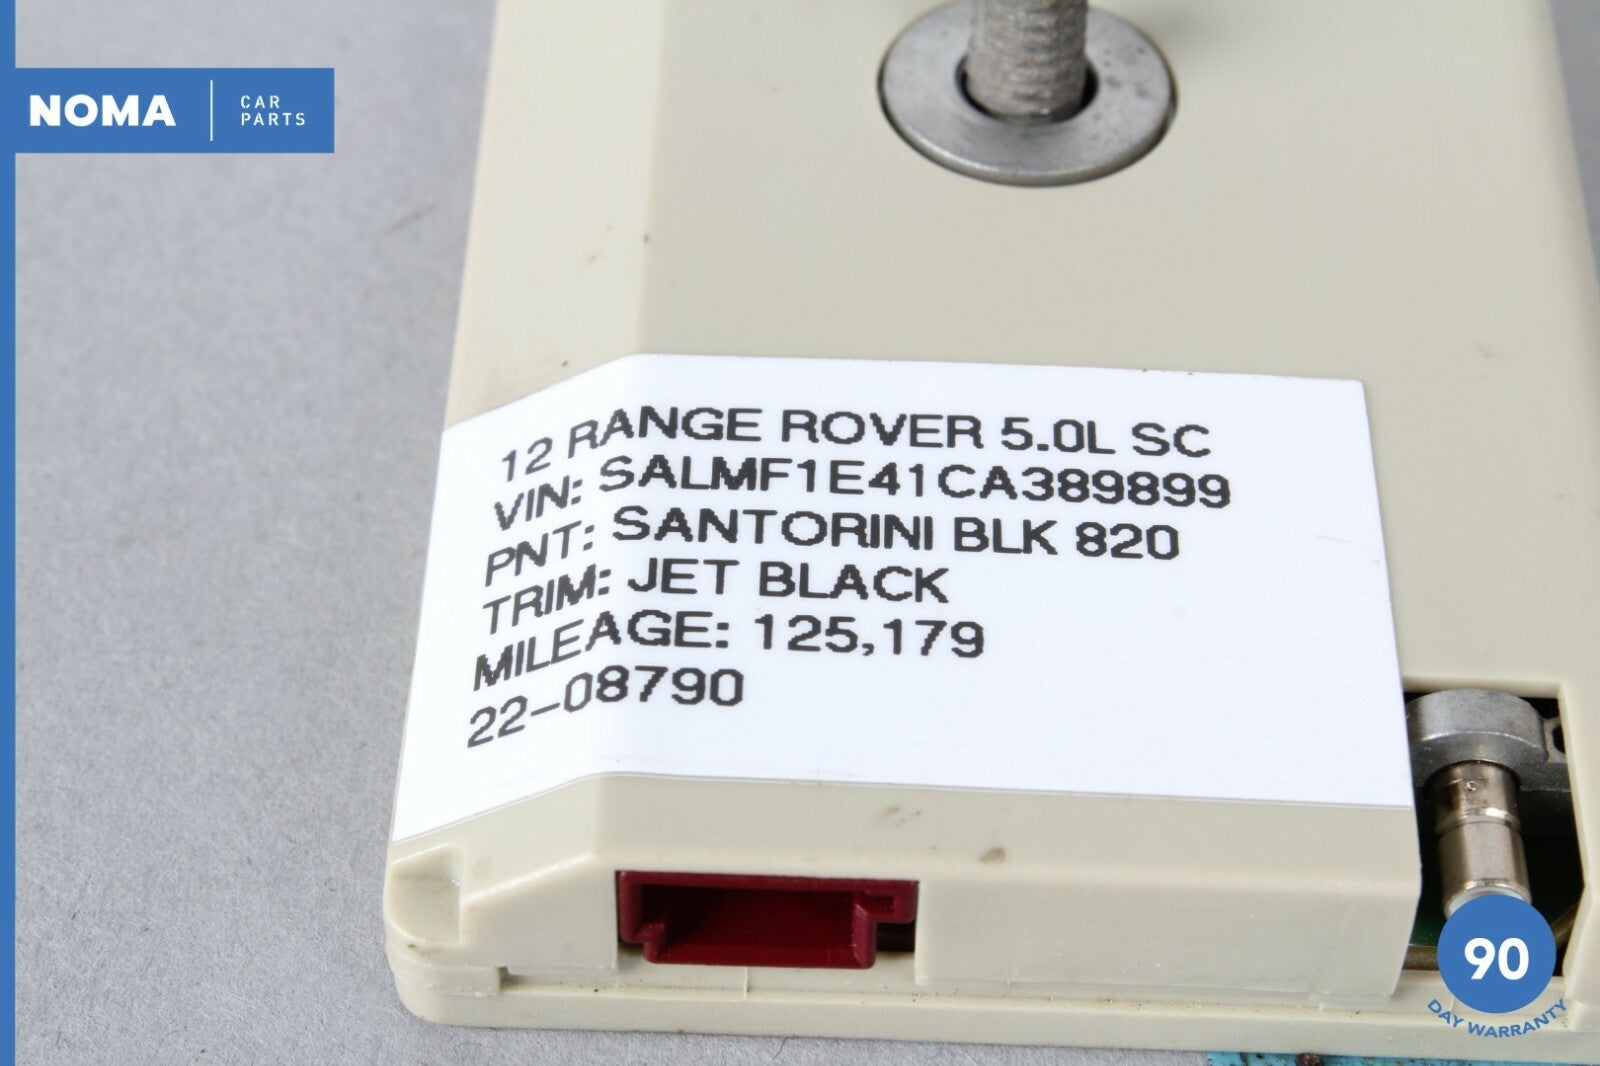 NOMA
CAR
PARTS
12 RANGE ROVER 5.0L SC
VIN: SALMF1E41CA389899
PNT: SANTORINI BLK 820
TRIM: JET BLACK
MILEAGE: 125,179
22-08790
90
DAY WARRANTY